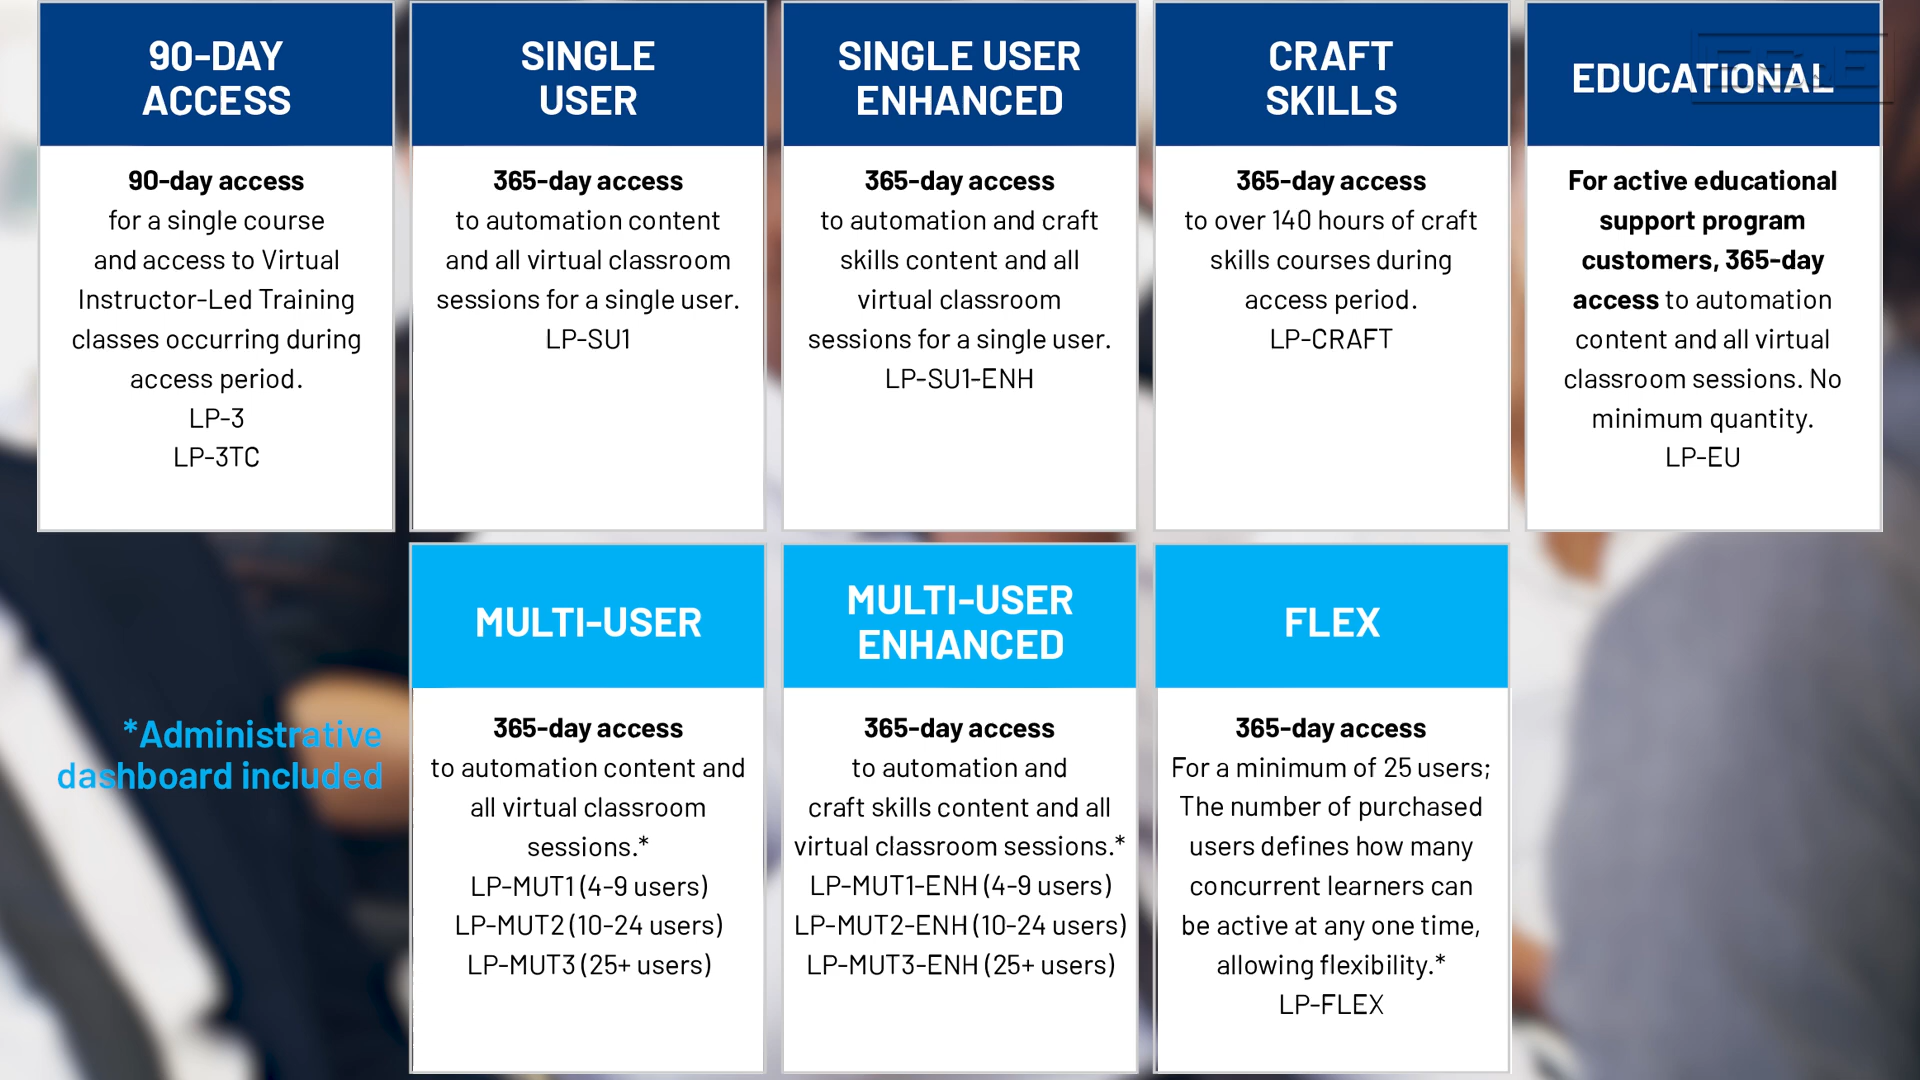 90-DAY
ACCESS
90-day access
for a single course
and access to Virtual
Instructor-Led Training
classes occurring during
access period.
LP-3
LP-3TC
SINGLE
USER
365-day access
to automation content
and all virtual classroom
sessions for a single user.
LP-SU1
SINGLE USER
ENHANCED
365-day access
to automation and craft
skills content and all
virtual classroom
sessions for a single user.
LP-SU1-ENH
CRAFT
SKILLS
365-day access
to over 140 hours of craft
skills courses during
access period.
LP-CRAFT
EDUCATIONAL
For active educational
support program
customers, 365-day
access to automation
content and all virtual
classroom sessions. No
minimum quantity.
LP-EU
*Administrative
dashboard included
MULTI-USER
365-day access
to automation content and
all virtual classroom
sessions.*
LP-MUT1 (4-9 users)
LP-MUT2 (10-24 users)
LP-MUT3 (25+ users)
MULTI-USER
ENHANCED
365-day access
to automation and
craft skills content and all
virtual classroom sessions.*
LP-MUT1-ENH (4-9 users)
LP-MUT2-ENH (10-24 users)
LP-MUT3-ENH (25+ users)
FLEX
365-day access
For a minimum of 25 users;
The number of purchased
users defines how many
concurrent learners can
be active at any one time,
allowing flexibility.*
LP-FLEX